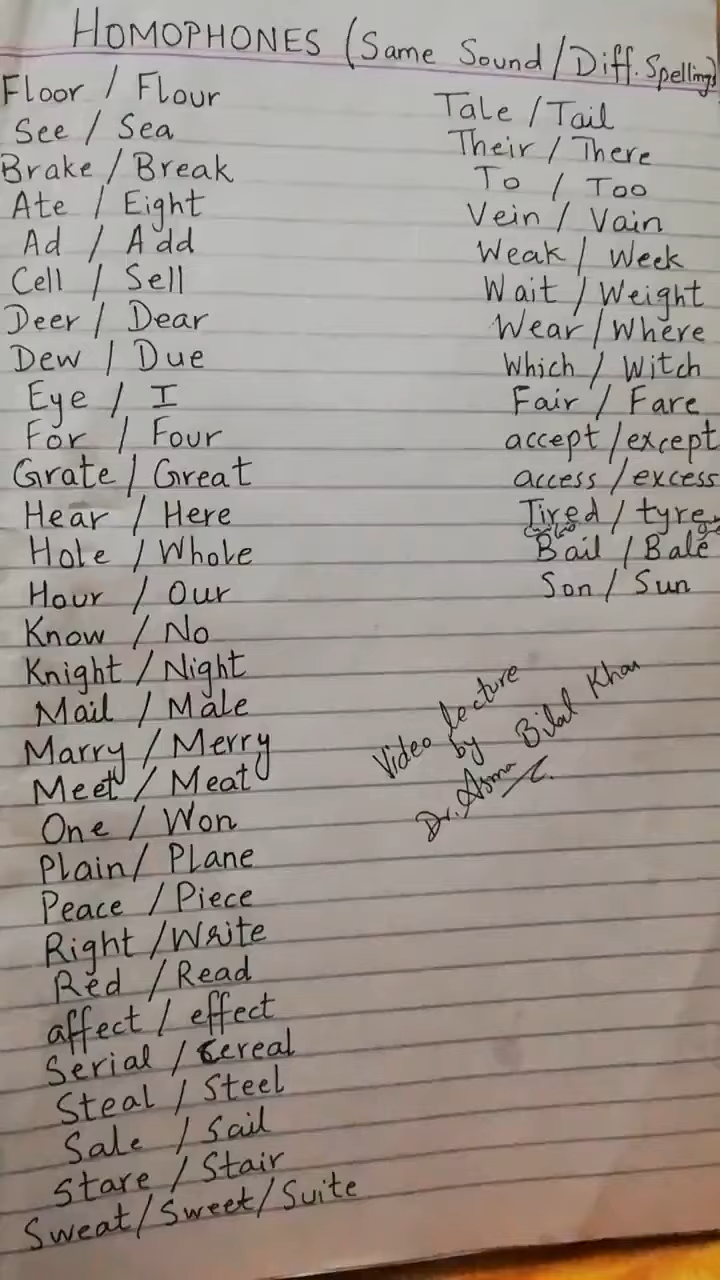 HOMOPHONES (Same Sound/Diff. Spellings)
Floor / Flour
See / Sea
Brake / Break
Ate / Eight
Ad / Add
Cell / Sell
Deer / Dear
Dew / Due
Eye / I
For / Four
Grate / Great
Hear / Here
Hole / Whole
Hour / Our
Know / No
Knight / Night
Mail / Male
Marry / Merry
Meet / Meat
One / Won
Plain / Plane
Peace / Piece
Right / Write
Red / Read
affect / effect
Serial / Cereal
Steal / Steel
Sale / Sail
Stare / Stair
Sweat / Sweet / Suite
Tale / Tail
Their / There
To / Too
Vein / Vain
Weak / Week
Wait / Weight
Wear / Where
Which / Witch
Fair / Fare
accept / except
access / excess
Tired / tyre
Bail / Bale
Son / Sun
Video lecture
by
Dr. Asma Bilal Khan